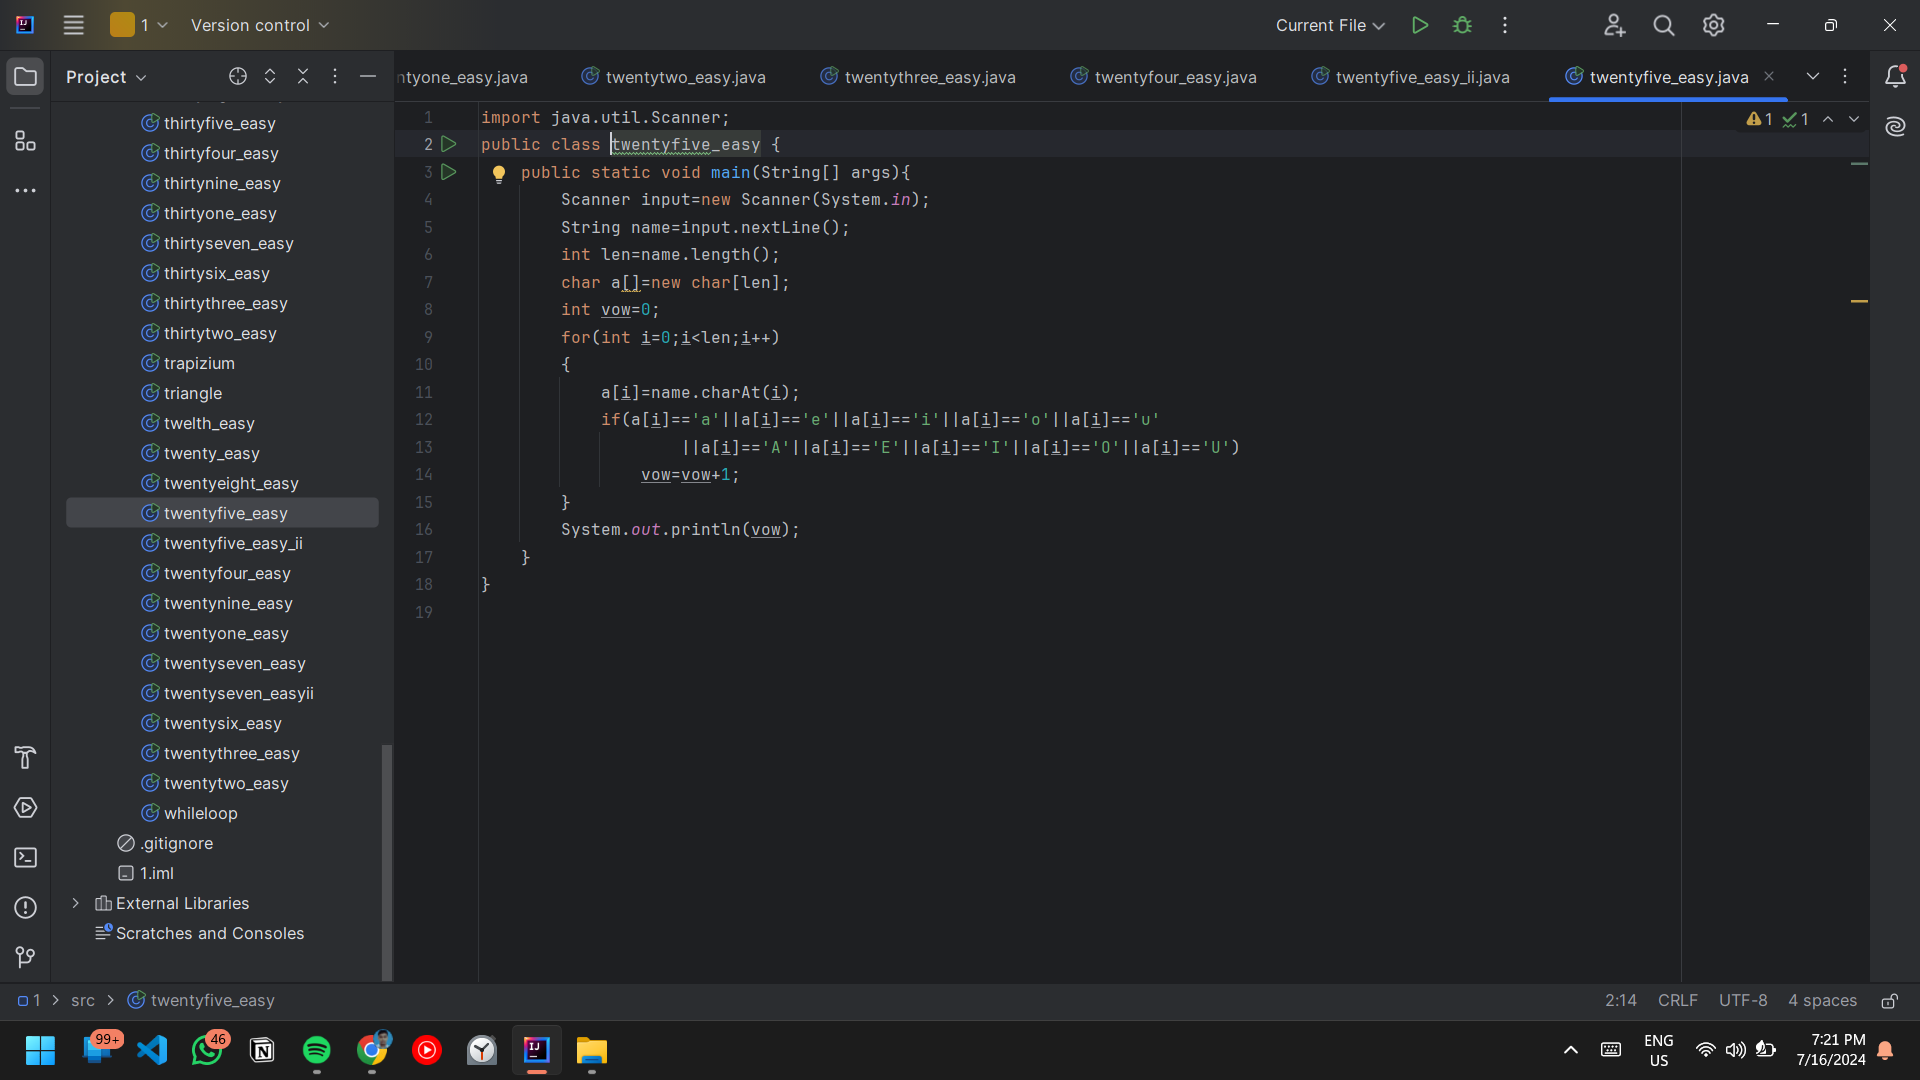 1
Version control
Current File
Project
ntyone_easy.java
twentytwo_easy.java
twentythree_easy.java
twentyfour_easy.java
twentyfive_easy_ii.java
twentyfive_easy.java
thirtyfive_easy
thirtyfour_easy
thirtynine_easy
thirtyone_easy
thirtyseven_easy
thirtysix_easy
thirtythree_easy
thirtytwo_easy
trapizium
triangle
twelth_easy
twenty_easy
twentyeight_easy
twentyfive_easy
twentyfive_easy_ii
twentyfour_easy
twentynine_easy
twentyone_easy
twentyseven_easy
twentyseven_easyii
twentysix_easy
twentythree_easy
twentytwo_easy
whileloop
.gitignore
1.iml
External Libraries
Scratches and Consoles
1 import java.util.Scanner;
2 public class twentyfive_easy {
3 public static void main(String[] args){
4 Scanner input=new Scanner(System.in);
5 String name=input.nextLine();
6 int len=name.length();
7 char a[]=new char[len];
8 int vow=0;
9 for(int i=0;i<len;i++)
10 {
11 a[i]=name.charAt(i);
12 if(a[i]=='a'||a[i]=='e'||a[i]=='i'||a[i]=='o'||a[i]=='u'
13 ||a[i]=='A'||a[i]=='E'||a[i]=='I'||a[i]=='O'||a[i]=='U')
14 vow=vow+1;
15 }
16 System.out.println(vow);
17 }
18 }
19
1 1
1 > src > twentyfive_easy
2:14 CRLF UTF-8 4 spaces
99+
46
ENG
US
7:21 PM
7/16/2024